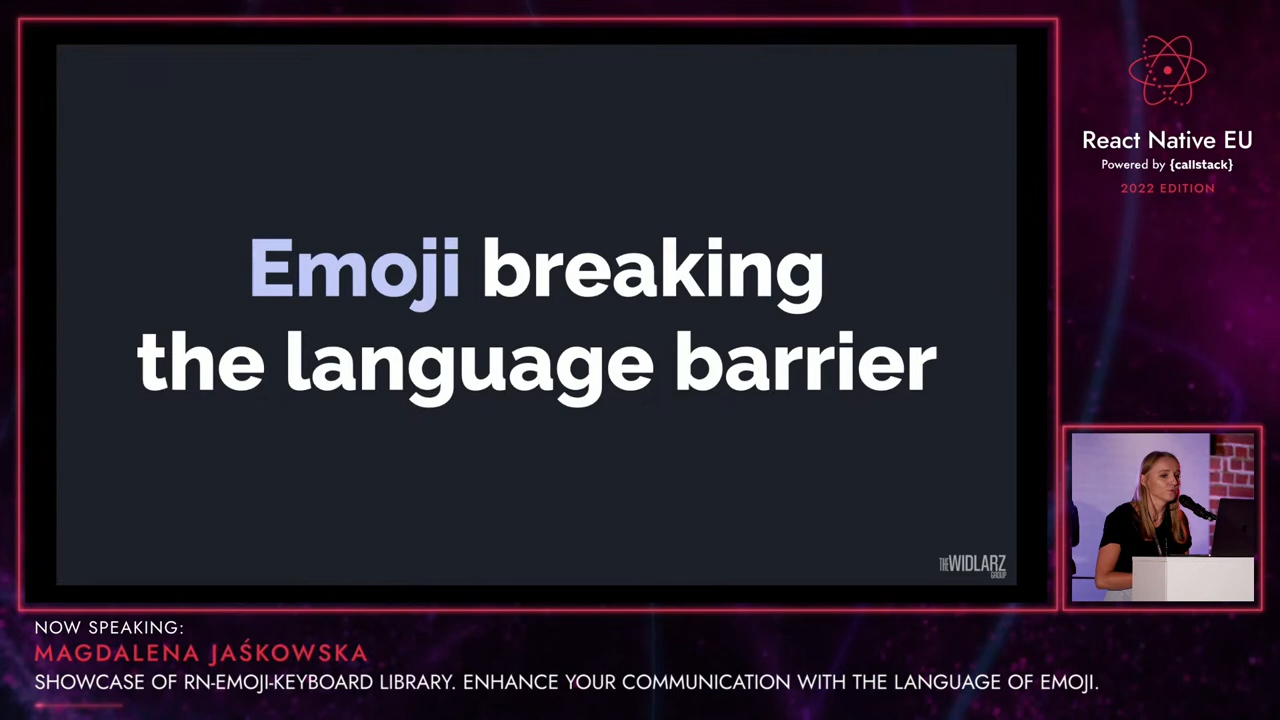 Emoji breaking
the language barrier
THE WIDLARZ GROUP
React Native EU
Powered by {callstack}
2022 EDITION
NOW SPEAKING:
MAGDALENA JAŚKOWSKA
SHOWCASE OF RN-EMOJI-KEYBOARD LIBRARY. ENHANCE YOUR COMMUNICATION WITH THE LANGUAGE OF EMOJI.